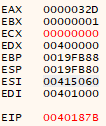 EAX 0000032D
EBX 00000001
ECX 00000000
EDX 00400000
EBP 0019FB88
ESP 0019FB80
ESI 00415060
EDI 00401000
EIP 0040187B